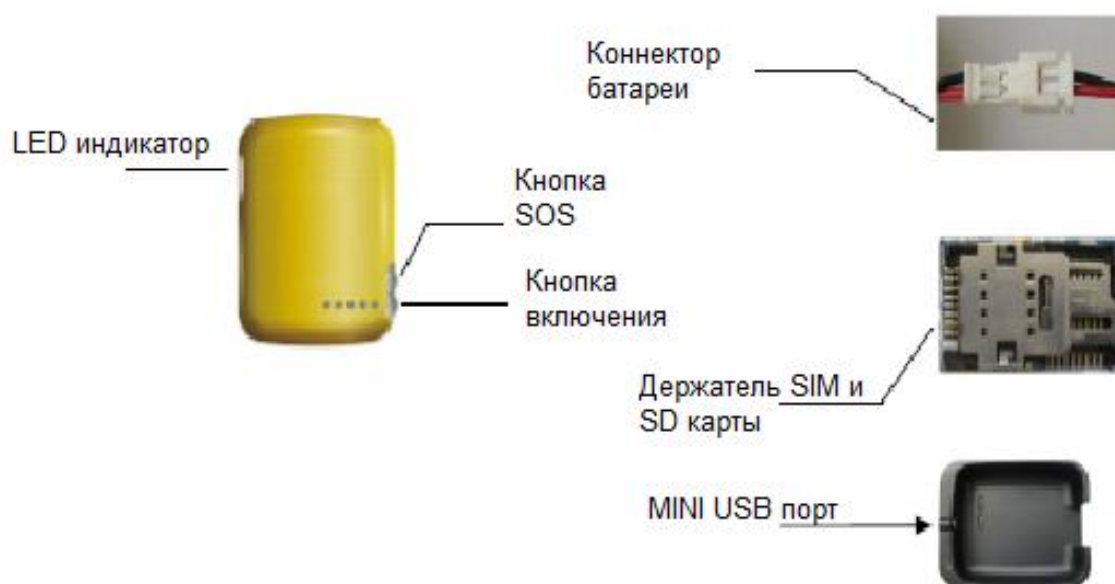 Коннектор
батареи
LED индикатор
Кнопка
SOS
Кнопка
включения
Держатель SIM и
SD карты
MINI USB порт